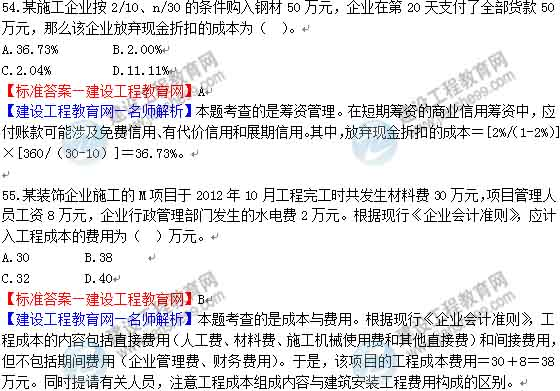 54.某施工企业按 2/10、n/30 的条件购入钢材 50 万元，企业在第 20 天支付了全部贷款 50
万元，那么该企业放弃现金折扣的成本为（  ）。
A.36.73%  B.2.00%
C.2.04%  D.11.11%
【标准答案—建设工程教育网】A
【建设工程教育网—名师解析】本题考查的是筹资管理。在短期筹资的商业信用筹资中，应
付账款可能涉及免费信用、有代价信用和展期信用。其中，放弃现金折扣的成本＝[2%/(1-2%)]
×[360/（30-10）]＝36.73%。
55.某装饰企业施工的 M 项目于 2012 年 10 月工程完工时共发生材料费 30 万元，项目管理人
员工资 8 万元，企业行政管理部门发生的水电费 2 万元。根据现行《企业会计准则》，应计
入工程成本的费用为（  ）万元。
A.30  B.38
C.32  D.40
【标准答案—建设工程教育网】B
【建设工程教育网—名师解析】本题考查的是成本与费用。根据现行《企业会计准则》，工
程成本的内容包括直接费用（人工费、材料费、施工机械使用费和其他直接费）和间接费用，
但不包括期间费用（企业管理费、财务费用）。于是，该项目的工程成本费用＝30＋8＝38
万元。同时提请有关人员，注意工程成本组成内容与建筑安装工程费用构成的区别。